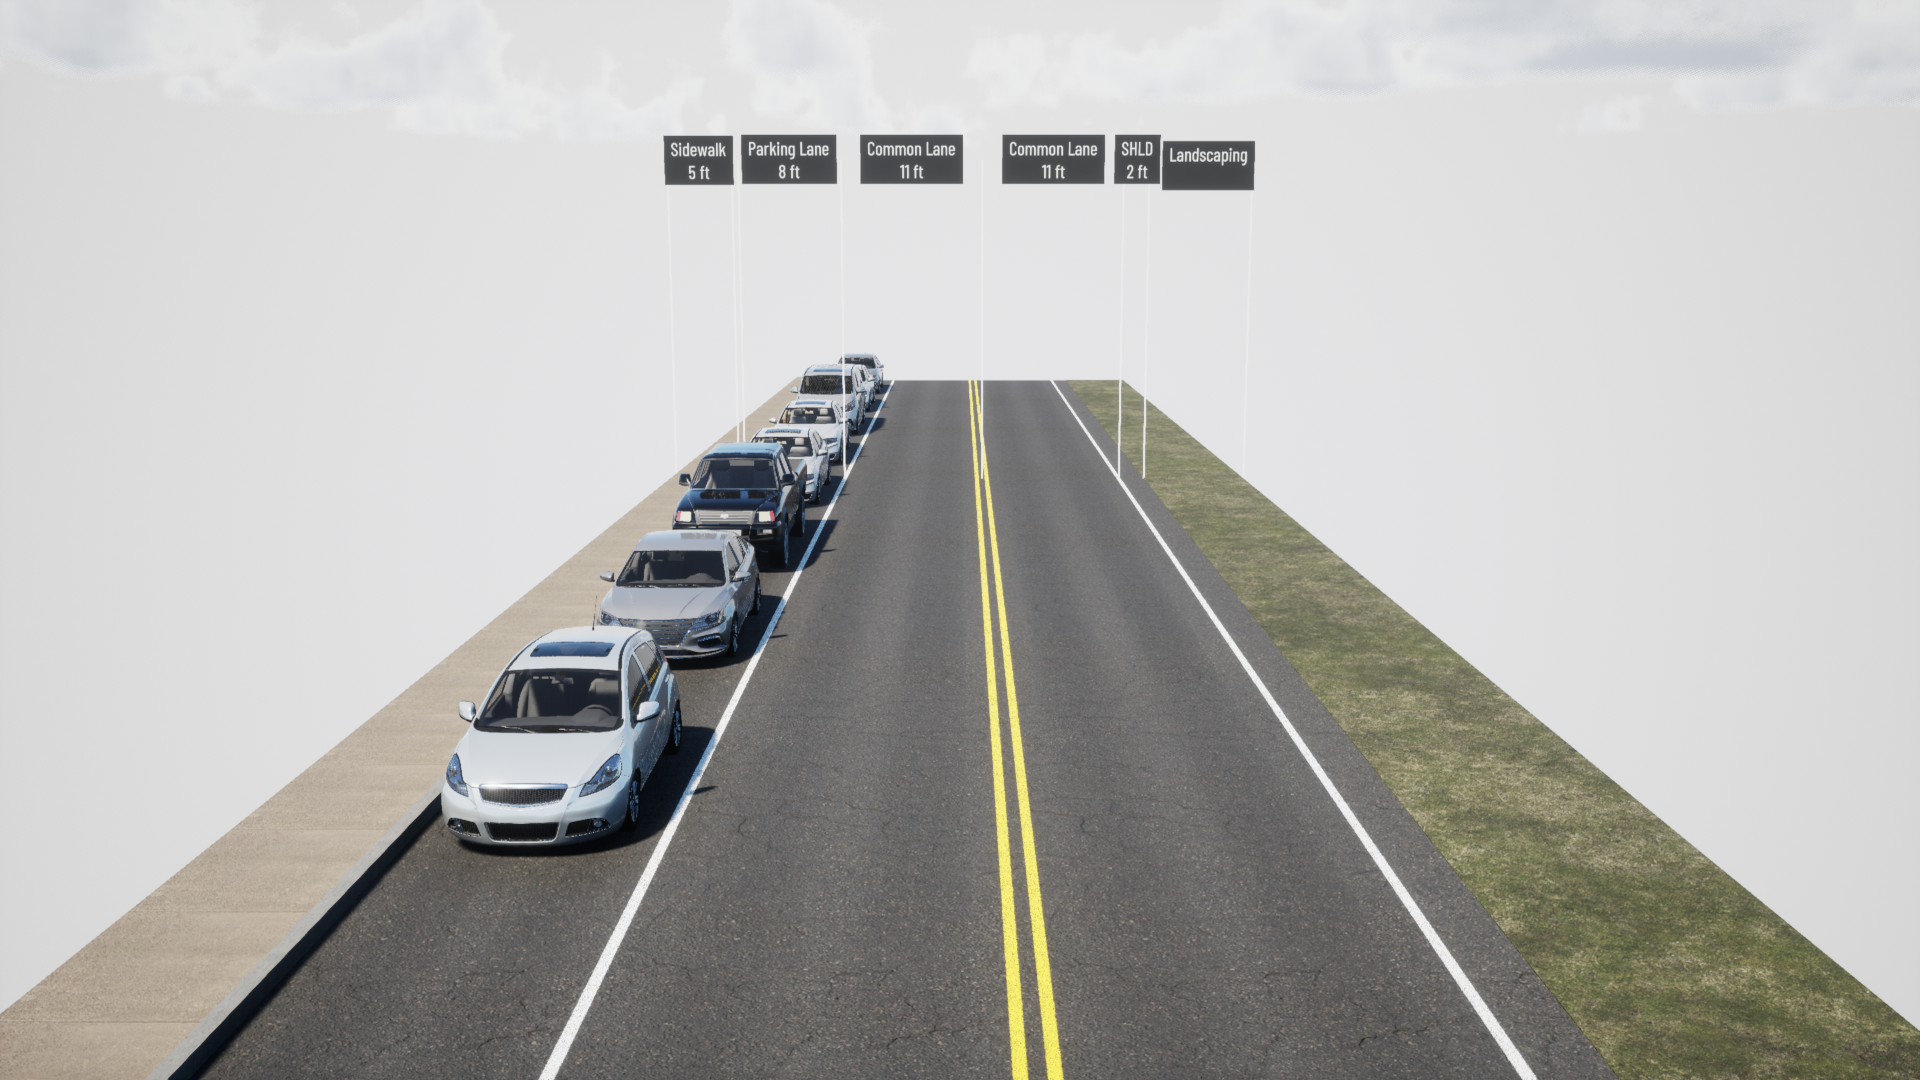 Sidewalk
5 ft
Parking Lane
8 ft
Common Lane
11 ft
Common Lane
11 ft
SHLD
2 ft
Landscaping